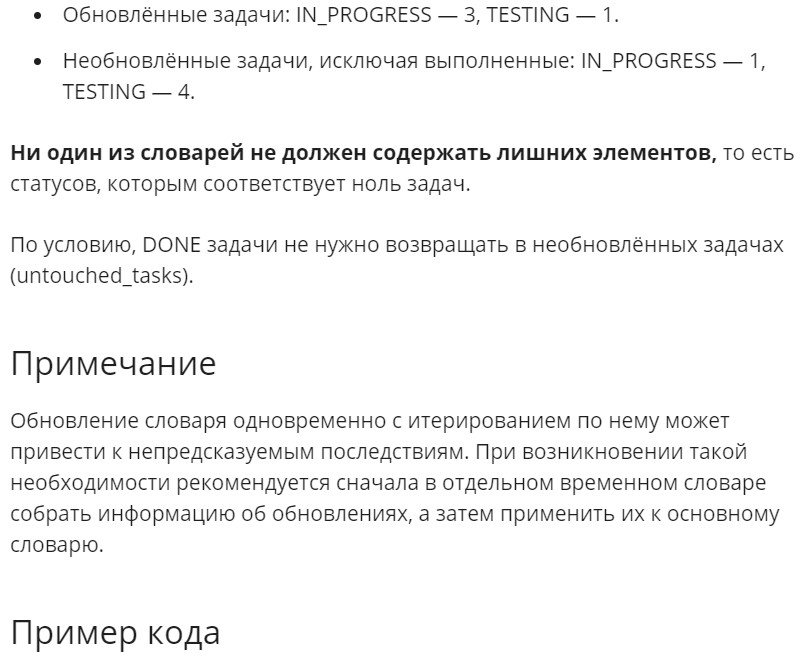 • Обновлённые задачи: IN_PROGRESS — 3, TESTING — 1.
• Необновлённые задачи, исключая выполненные: IN_PROGRESS — 1,
TESTING — 4.
Ни один из словарей не должен содержать лишних элементов, то есть
статусов, которым соответствует ноль задач.
По условию, DONE задачи не нужно возвращать в необновлённых задачах
(untouched_tasks).
Примечание
Обновление словаря одновременно с итерированием по нему может
привести к непредсказуемым последствиям. При возникновении такой
необходимости рекомендуется сначала в отдельном временном словаре
собрать информацию об обновлениях, а затем применить их к основному
словарю.
Пример кода